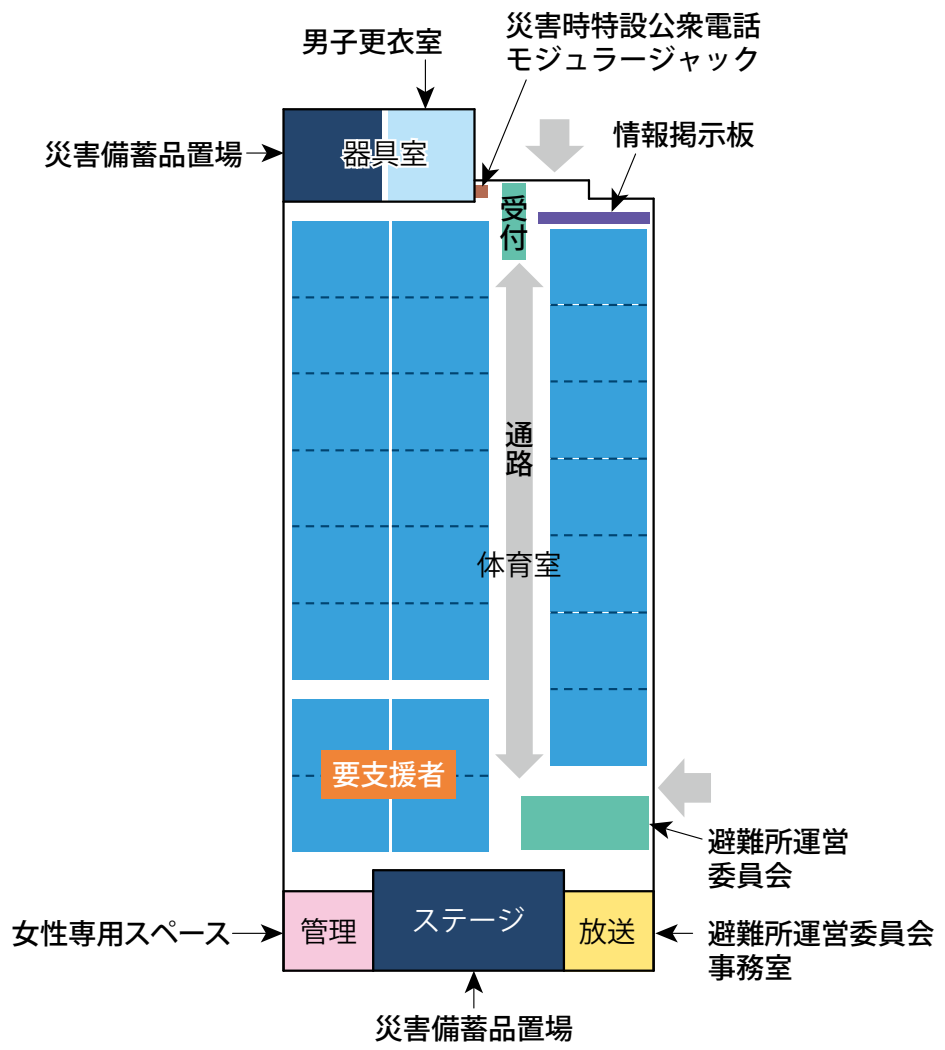 災害時特設公衆電話
モジュラージャック
男子更衣室
情報掲示板
災害備蓄品置場
器具室
受付
通路
体育室
要支援者
避難所運営
委員会
女性専用スペース
管理
ステージ
放送
避難所運営委員会
事務室
災害備蓄品置場